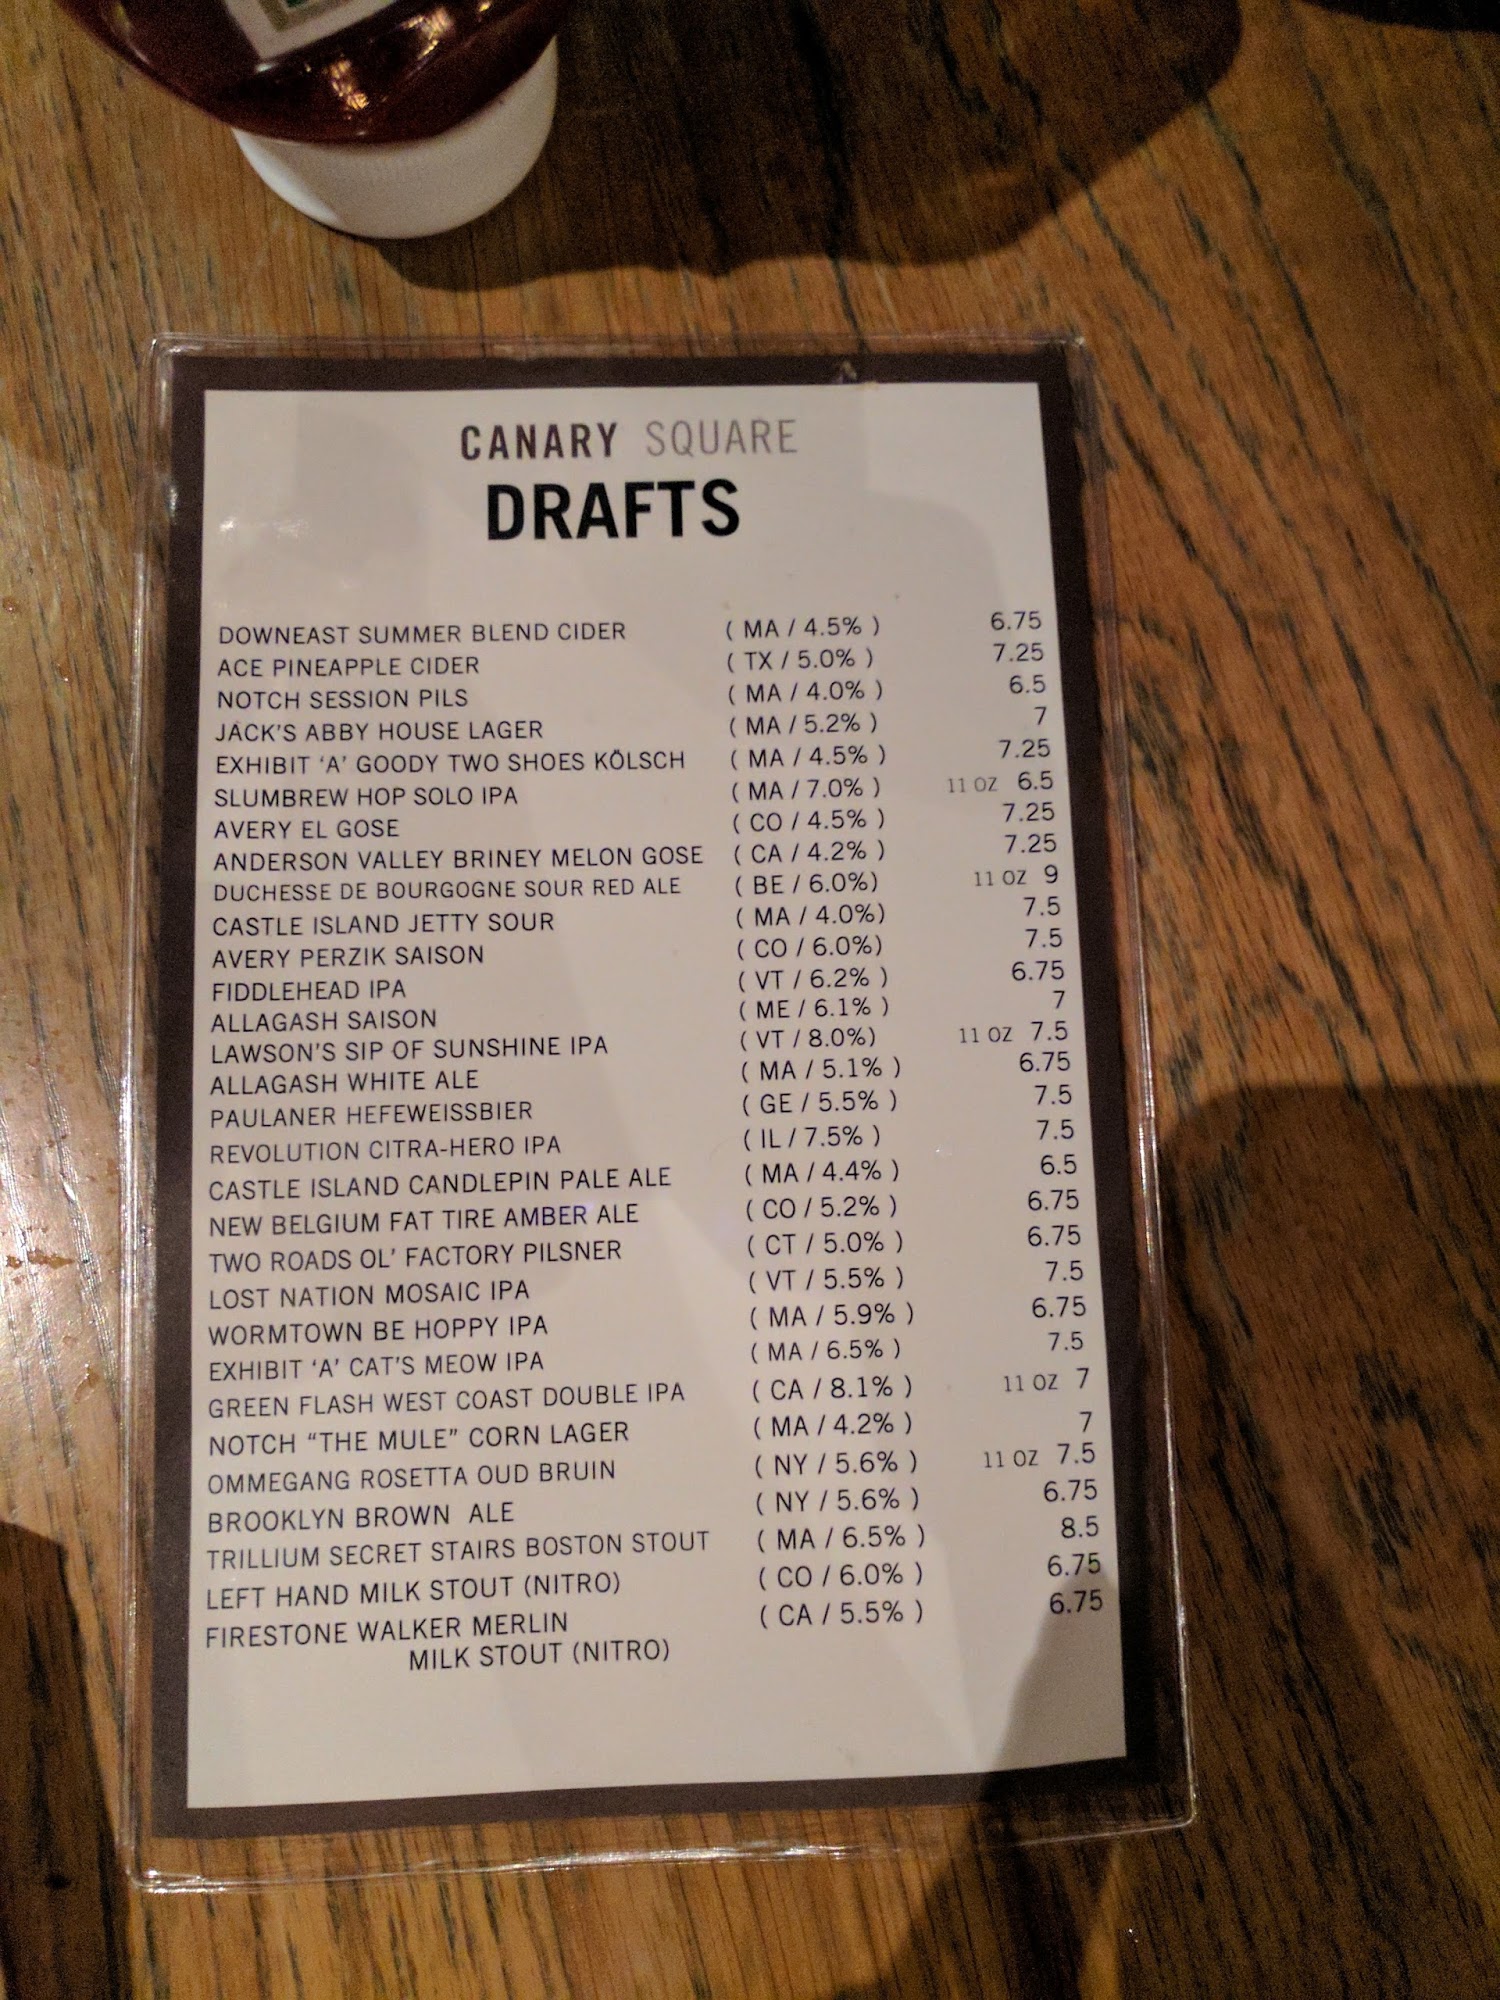 CANARY SQUARE
DRAFTS
DOWNEAST SUMMER BLEND CIDER ( MA / 4.5% ) 6.75
ACE PINEAPPLE CIDER ( TX / 5.0% ) 7.25
NOTCH SESSION PILS ( MA / 4.0% ) 6.5
JACK'S ABBY HOUSE LAGER ( MA / 5.2% ) 7
EXHIBIT 'A' GOODY TWO SHOES KÖLSCH ( MA / 4.5% ) 7.25
SLUMBREW HOP SOLO IPA ( MA / 7.0% ) 11 OZ 6.5
AVERY EL GOSE ( CO / 4.5% ) 7.25
ANDERSON VALLEY BRINEY MELON GOSE ( CA / 4.2% ) 7.25
DUCHESSE DE BOURGOGNE SOUR RED ALE ( BE / 6.0%) 11 OZ 9
CASTLE ISLAND JETTY SOUR ( MA / 4.0%) 7.5
AVERY PERZIK SAISON ( CO / 6.0%) 7.5
FIDDLEHEAD IPA ( VT / 6.2% ) 6.75
ALLAGASH SAISON ( ME / 6.1% ) 7
LAWSON'S SIP OF SUNSHINE IPA ( VT / 8.0%) 11 OZ 7.5
ALLAGASH WHITE ALE ( MA / 5.1% ) 6.75
PAULANER HEFEWEISSBIER ( GE / 5.5% ) 7.5
REVOLUTION CITRA-HERO IPA ( IL / 7.5% ) 7.5
CASTLE ISLAND CANDLEPIN PALE ALE ( MA / 4.4% ) 6.5
NEW BELGIUM FAT TIRE AMBER ALE ( CO / 5.2% ) 6.75
TWO ROADS OL' FACTORY PILSNER ( CT / 5.0% ) 6.75
LOST NATION MOSAIC IPA ( VT / 5.5% ) 7.5
WORMTOWN BE HOPPY IPA ( MA / 5.9% ) 6.75
EXHIBIT 'A' CAT'S MEOW IPA ( MA / 6.5% ) 7.5
GREEN FLASH WEST COAST DOUBLE IPA ( CA / 8.1% ) 11 OZ 7
NOTCH "THE MULE" CORN LAGER ( MA / 4.2% ) 7
OMMEGANG ROSETTA OUD BRUIN ( NY / 5.6% ) 11 OZ 7.5
BROOKLYN BROWN ALE ( NY / 5.6% ) 6.75
TRILLIUM SECRET STAIRS BOSTON STOUT ( MA / 6.5% ) 8.5
LEFT HAND MILK STOUT (NITRO) ( CO / 6.0% ) 6.75
FIRESTONE WALKER MERLIN ( CA / 5.5% ) 6.75
MILK STOUT (NITRO)